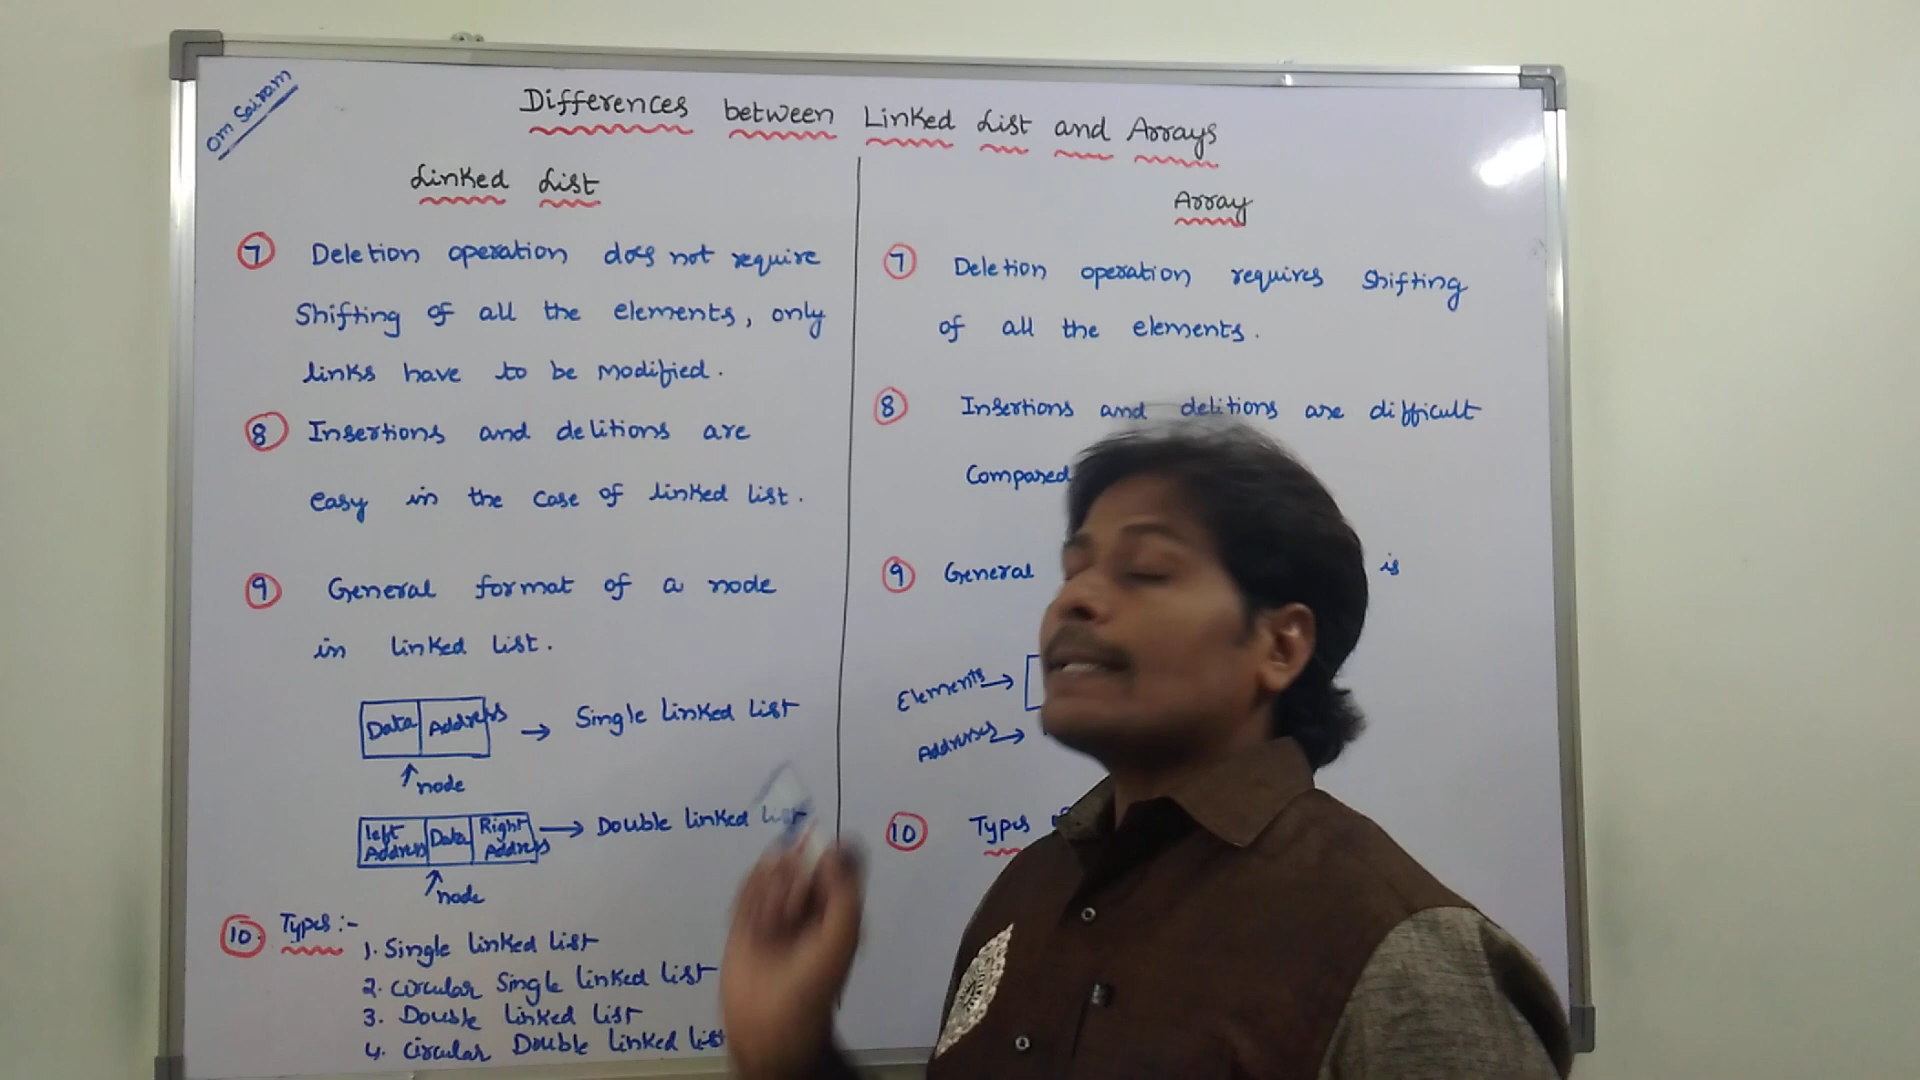 Om Sairam
Differences between Linked List and Arrays
Linked List
7 Deletion operation does not require
Shifting of all the elements, only
links have to be modified.
8 Insertions and delitions are
easy in the case of linked list.
9 General format of a node
in linked list.
Data Address → Single linked list
node
left Address Data Right Address → Double linked list
node
10. Types:-
1. Single linked list
2. Circular Single linked list
3. Double linked list
4. Circular Double linked list
Array
7 Deletion operation requires shifting
of all the elements.
8 Insertions and delitions are difficult
Compared
9 General is
Elements →
Addresses →
10 Types